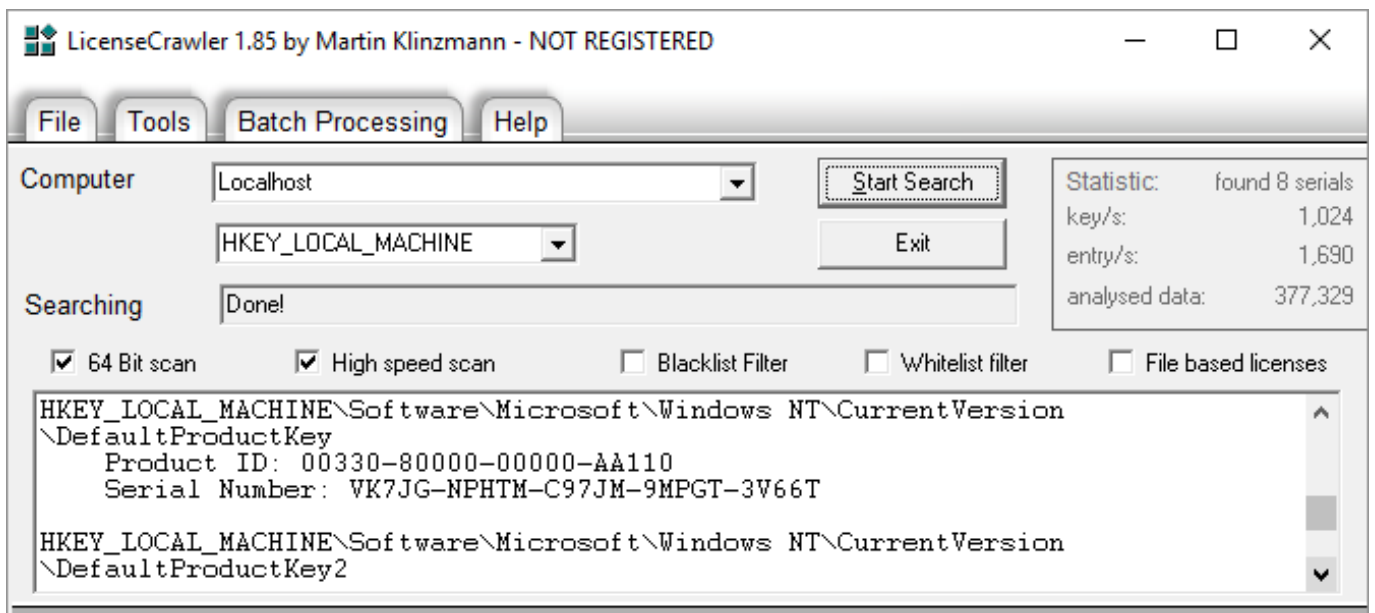 LicenseCrawler 1.85 by Martin Klinzmann - NOT REGISTERED
File Tools Batch Processing Help
Computer Localhost Start Search
HKEY_LOCAL_MACHINE Exit
Searching Done!
Statistic: found 8 serials
key/s: 1,024
entry/s: 1,690
analysed data: 377,329
64 Bit scan High speed scan Blacklist Filter Whitelist filter File based licenses
HKEY_LOCAL_MACHINE\Software\Microsoft\Windows NT\CurrentVersion
\DefaultProductKey
Product ID: 00330-80000-00000-AA110
Serial Number: VK7JG-NPHTM-C97JM-9MPGT-3V66T
HKEY_LOCAL_MACHINE\Software\Microsoft\Windows NT\CurrentVersion
\DefaultProductKey2